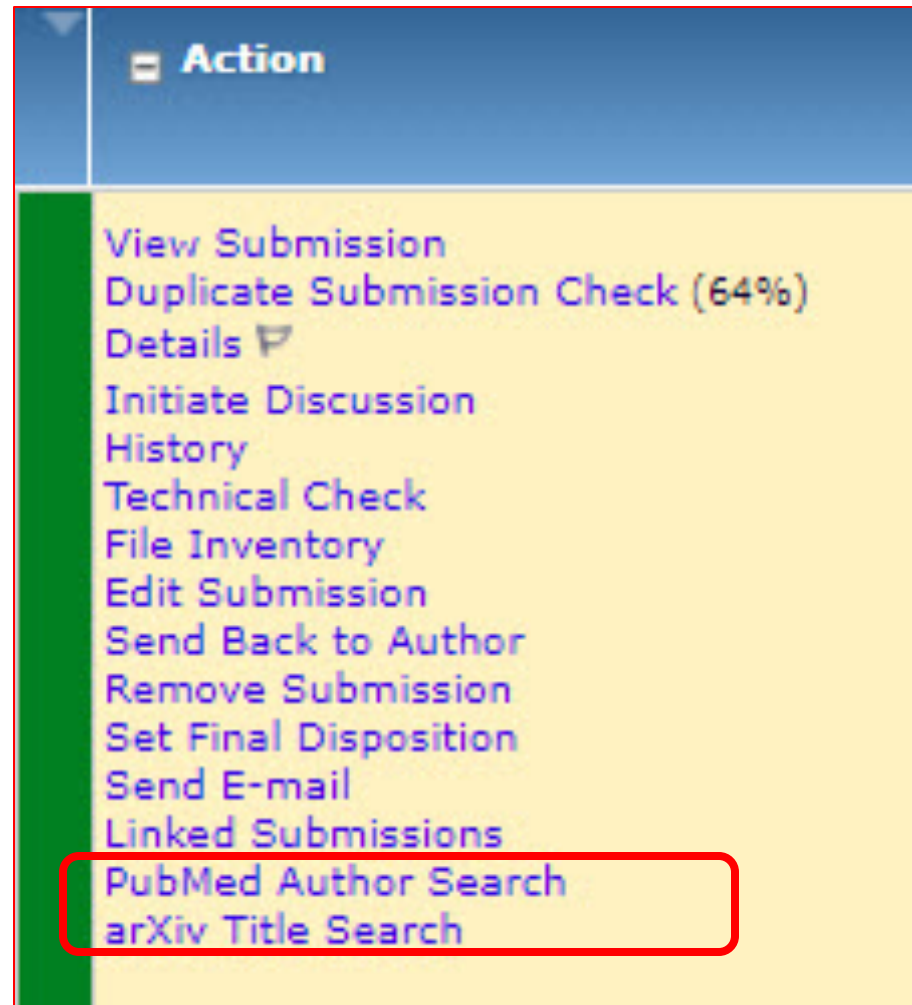 Action
View Submission
Duplicate Submission Check (64%)
Details
Initiate Discussion
History
Technical Check
File Inventory
Edit Submission
Send Back to Author
Remove Submission
Set Final Disposition
Send E-mail
Linked Submissions
PubMed Author Search
arXiv Title Search